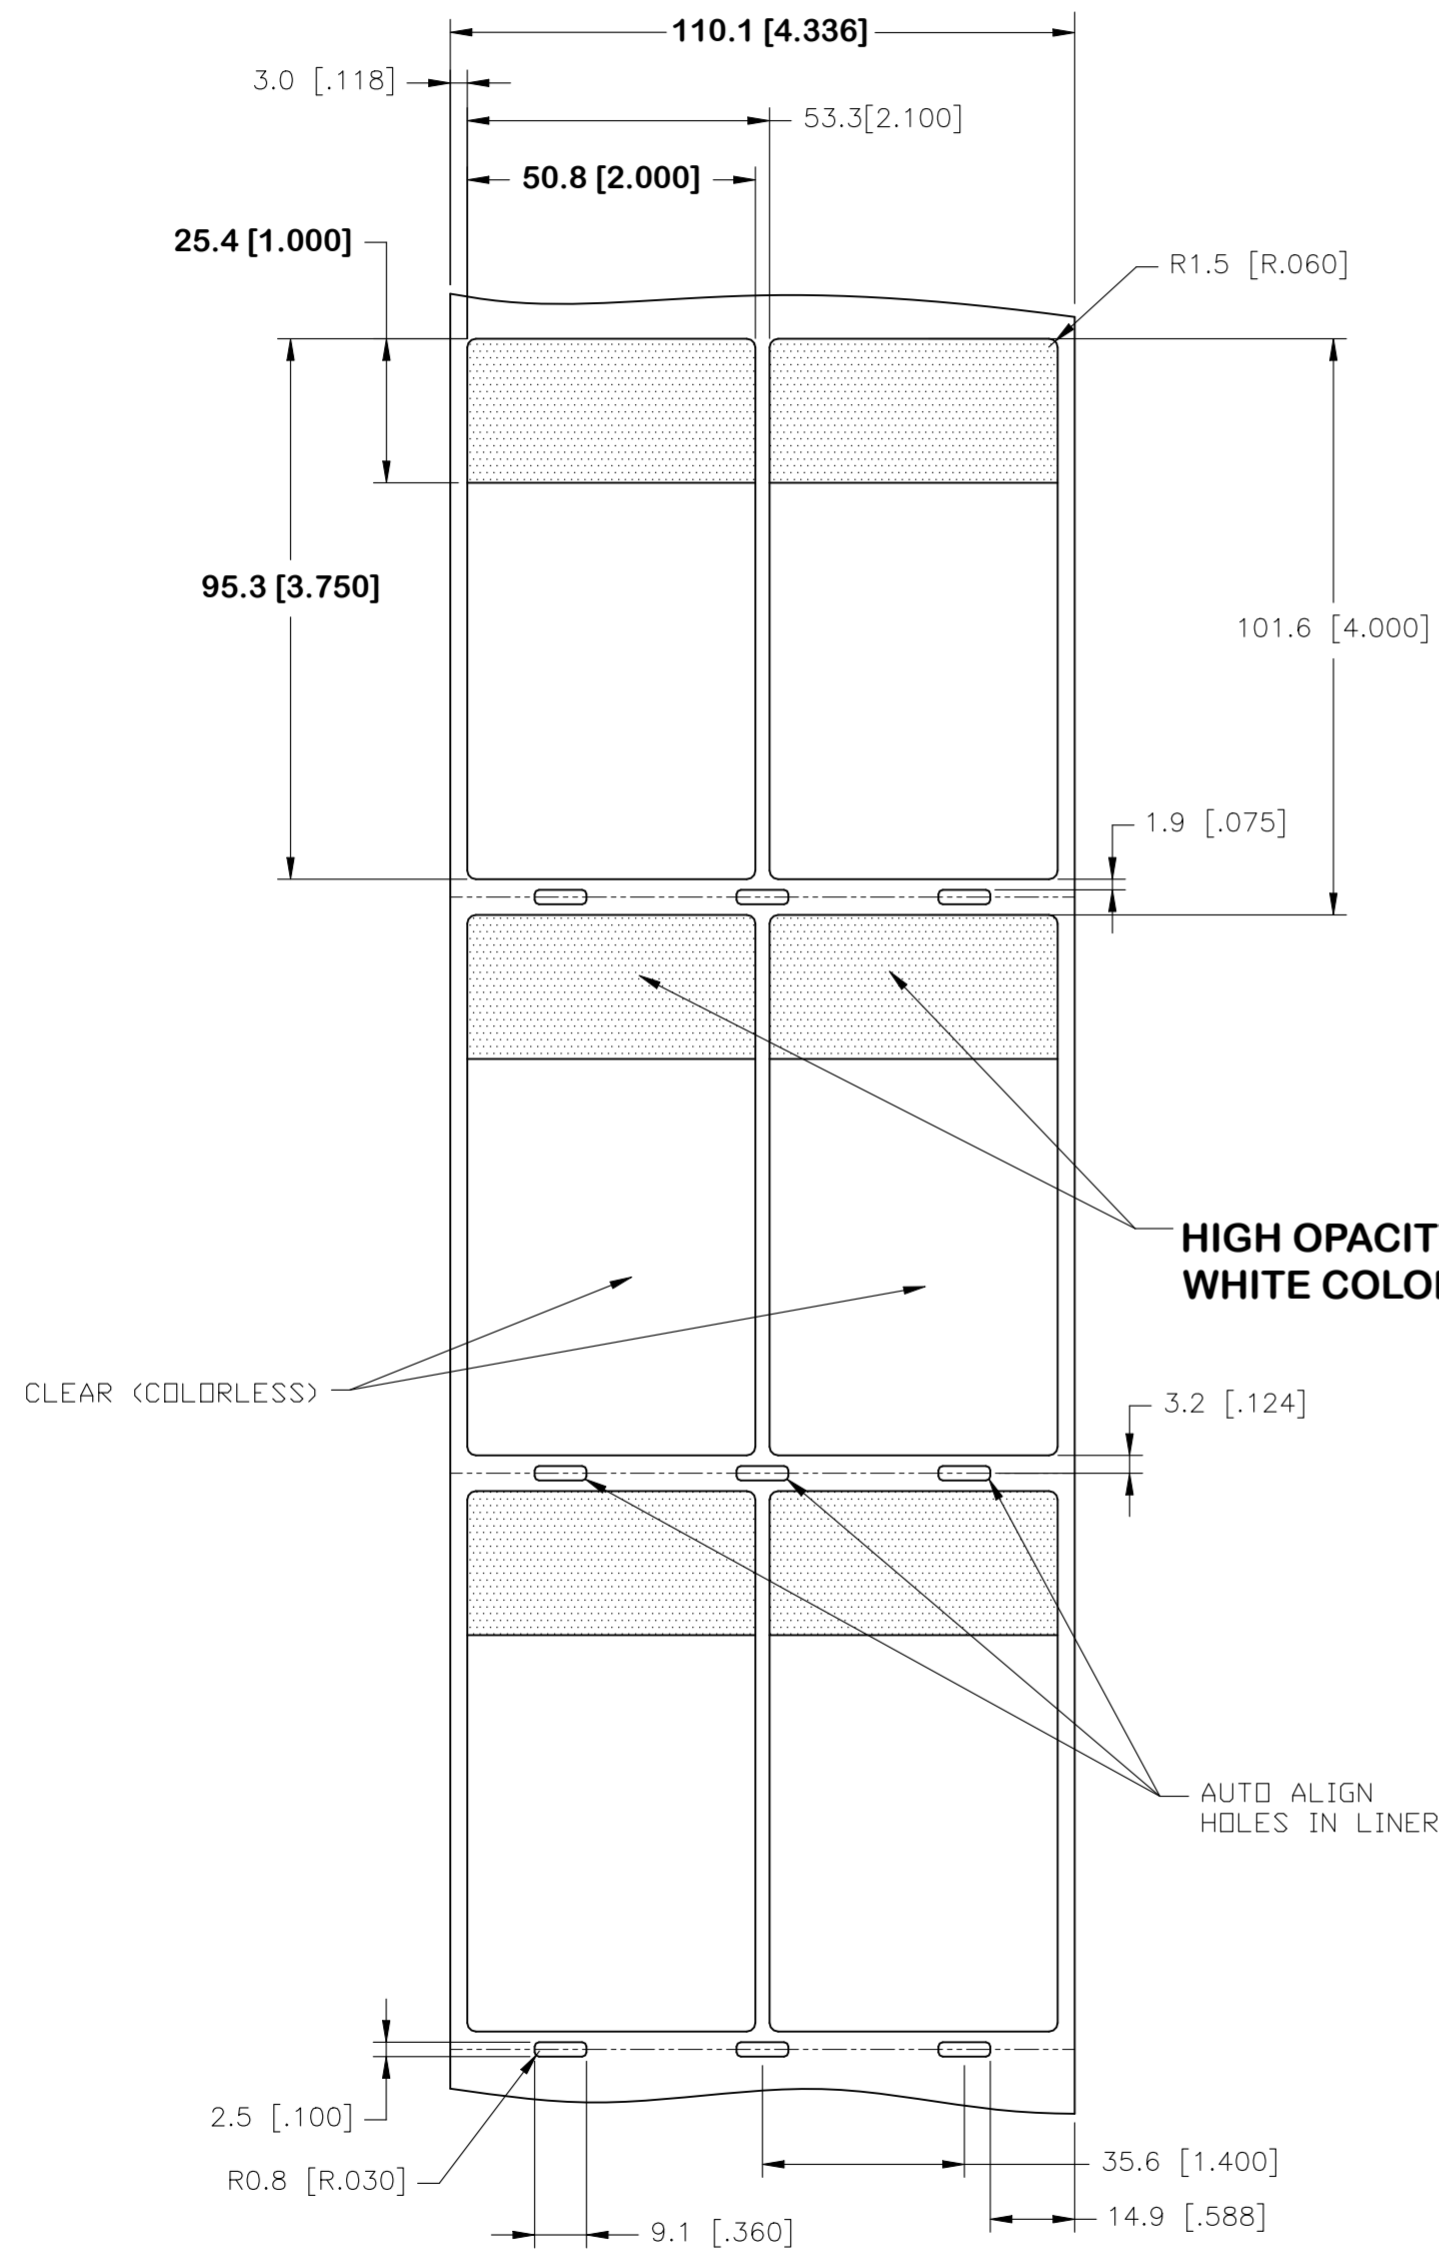 110.1 [4.336]
3.0 [.118]
53.3[2.100]
50.8 [2.000]
25.4 [1.000]
R1.5 [R.060]
95.3 [3.750]
101.6 [4.000]
1.9 [.075]
HIGH OPACIT
WHITE COLO
CLEAR (COLORLESS)
3.2 [.124]
AUTO ALIGN
HOLES IN LINER
2.5 [.100]
R0.8 [R.030]
35.6 [1.400]
14.9 [.588]
9.1 [.360]